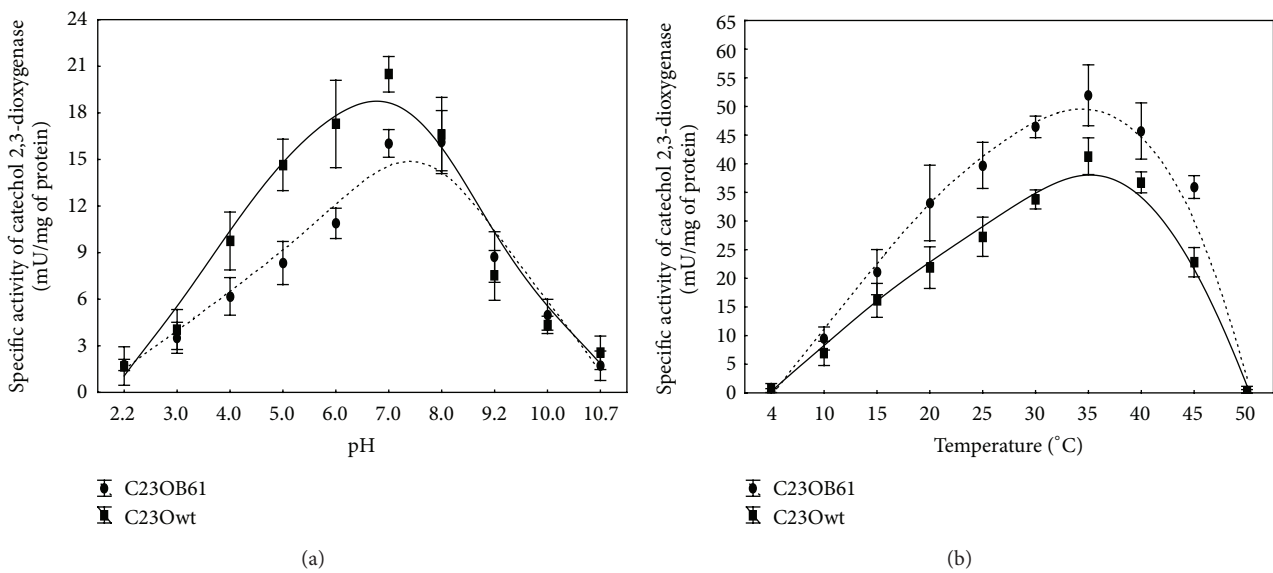 Specific activity of catechol 2,3-dioxygenase
(mU/mg of protein)
24
21
18
15
12
9
6
3
0
2.2 3.0 4.0 5.0 6.0 7.0 8.0 9.2 10.0 10.7
pH
C23OB61
C23Owt
(a)
Specific activity of catechol 2,3-dioxygenase
(mU/mg of protein)
65
60
55
50
45
40
35
30
25
20
15
10
5
0
4 10 15 20 25 30 35 40 45 50
Temperature (°C)
C23OB61
C23Owt
(b)